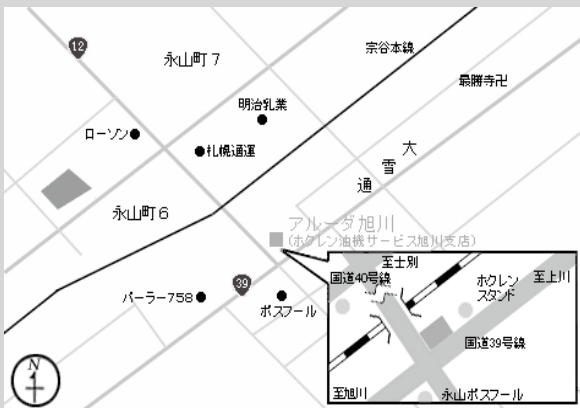 12
永山町7
宗谷本線
最勝寺卍
明治乳業
ローソン
札幌通運
大雪通
永山町6
アルーダ旭川
(ホクレン油機サービス旭川支店)
39
パーラー758
ポスフール
至士別
国道40号線
ホクレン
スタンド
至上川
国道39号線
至旭川
永山ポスフール
N